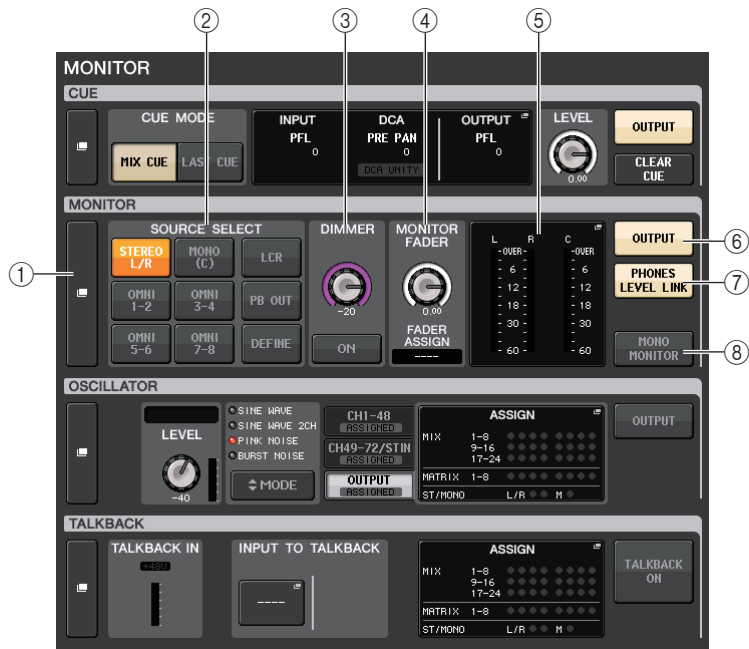 ② ③ ④ ⑤
MONITOR
CUE
CUE MODE
MIX CUE
LAST CUE
INPUT
PFL
0
DCA
PRE PAN
0
DCA UNITY
OUTPUT
PFL
0
LEVEL
0.00
OUTPUT
CLEAR
CUE
MONITOR
①
SOURCE SELECT
STEREO
L/R
MONO
(C)
LCR
OMNI
1-2
OMNI
3-4
PB OUT
OMNI
5-6
OMNI
7-8
DEFINE
DIMMER
-20
ON
MONITOR
FADER
0.00
FADER
ASSIGN
----
L R C
-OVER- -OVER
- 6 - - 6
- 12 - - 12
- 18 - - 18
- 30 - - 30
- 60 - - 60
OUTPUT
⑥
PHONES
LEVEL LINK
⑦
MONO
MONITOR
⑧
OSCILLATOR
LEVEL
-40
SINE WAVE
SINE WAVE 2CH
PINK NOISE
BURST NOISE
MODE
CH1-48
ASSIGNED
CH49-72/STIN
ASSIGNED
OUTPUT
ASSIGNED
ASSIGN
MIX 1-8
9-16
17-24
MATRIX 1-8
ST/MONO L/R M
OUTPUT
TALKBACK
TALKBACK IN
+48V
INPUT TO TALKBACK
----
ASSIGN
MIX 1-8
9-16
17-24
MATRIX 1-8
ST/MONO L/R M
TALKBACK
ON